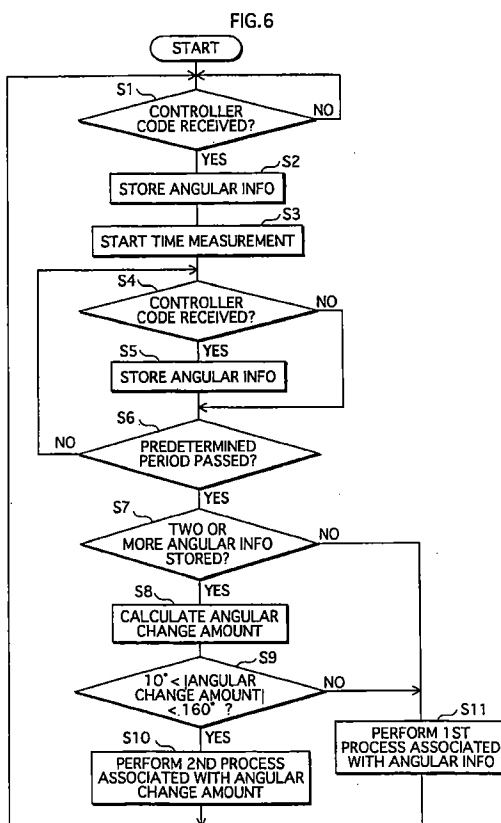 FIG.6
START
S1
CONTROLLER
CODE RECEIVED?
NO
YES
S2
STORE ANGULAR INFO
S3
START TIME MEASUREMENT
S4
CONTROLLER
CODE RECEIVED?
NO
YES
S5
STORE ANGULAR INFO
S6
NO
PREDETERMINED
PERIOD PASSED?
YES
S7
TWO OR
MORE ANGULAR INFO
STORED?
NO
YES
S8
CALCULATE ANGULAR
CHANGE AMOUNT
S9
10° < |ANGULAR
CHANGE AMOUNT|
<.160° ?
NO
YES
S10
PERFORM 2ND PROCESS
ASSOCIATED WITH ANGULAR
CHANGE AMOUNT
S11
PERFORM 1ST
PROCESS ASSOCIATED
WITH ANGULAR INFO